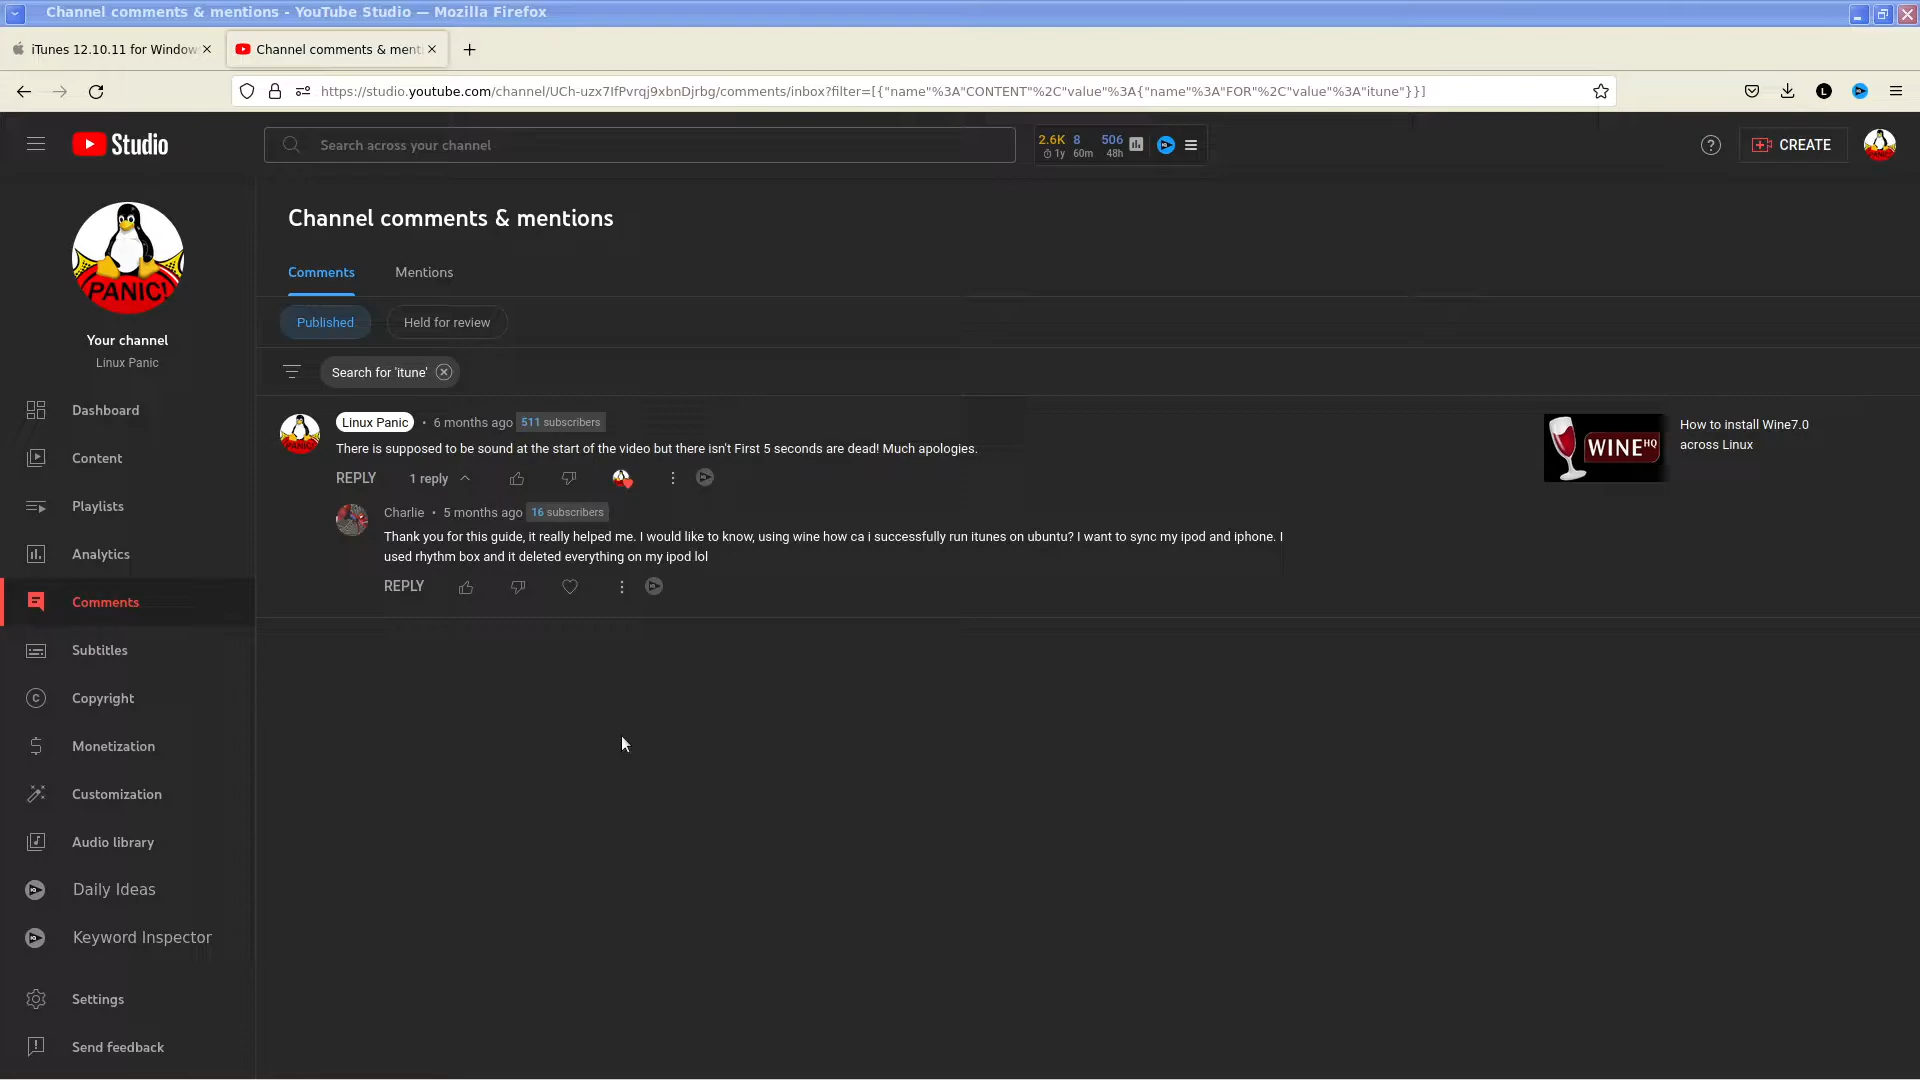 Channel comments & mentions - YouTube Studio — Mozilla Firefox
iTunes 12.10.11 for Window
Channel comments & ment
https://studio.youtube.com/channel/UCh-uzx7IfPvrqj9xbnDjrbg/comments/inbox?filter=[{"name"%3A"CONTENT"%2C"value"%3A{"name"%3A"FOR"%2C"value"%3A"itune"}}]
L
Studio
Search across your channel
2.6K 8 506
1y 60m 48h
CREATE
PANIC!
Your channel
Linux Panic
Dashboard
Content
Playlists
Analytics
Comments
Subtitles
Copyright
Monetization
Customization
Audio library
Daily Ideas
Keyword Inspector
Settings
Send feedback
Channel comments & mentions
Comments Mentions
Published Held for review
Search for 'itune'
Linux Panic • 6 months ago 511 subscribers
There is supposed to be sound at the start of the video but there isn't First 5 seconds are dead! Much apologies.
REPLY 1 reply
Charlie • 5 months ago 16 subscribers
Thank you for this guide, it really helped me. I would like to know, using wine how ca i successfully run itunes on ubuntu? I want to sync my ipod and iphone. I
used rhythm box and it deleted everything on my ipod lol
REPLY
WINE HQ
How to install Wine7.0
across Linux